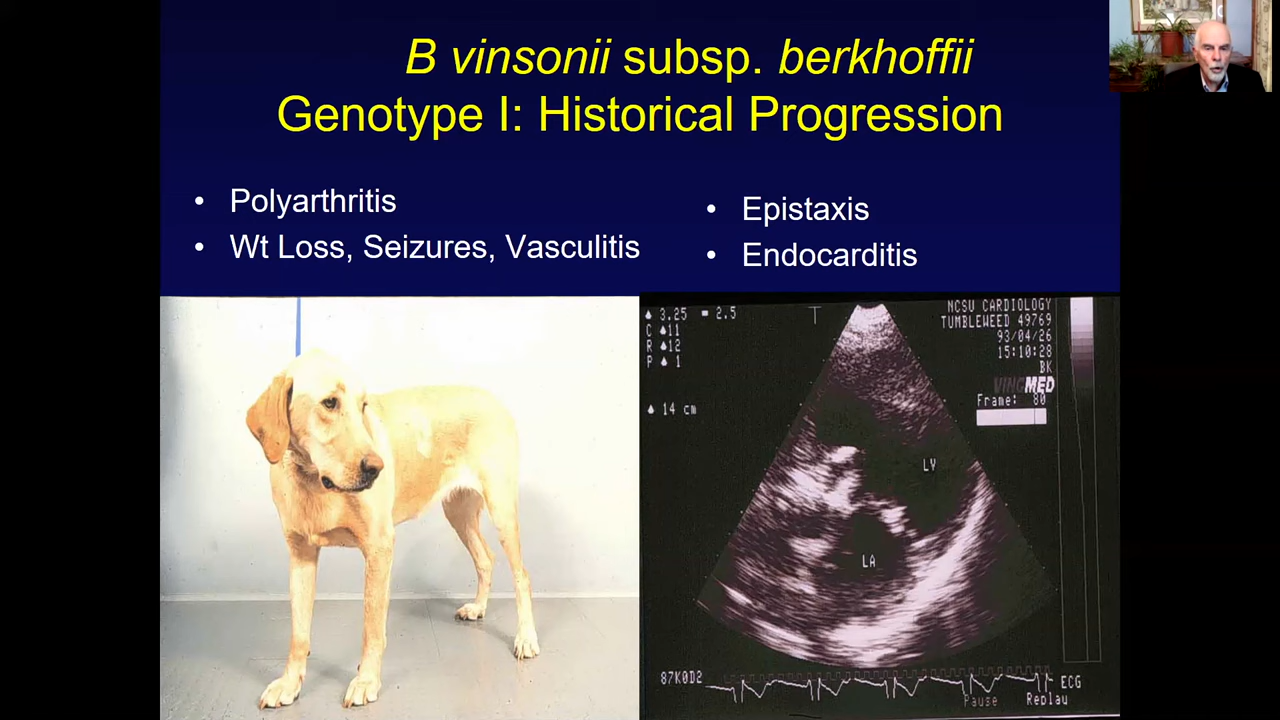 B vinsonii subsp. berkhoffii
Genotype I: Historical Progression
• Polyarthritis
• Wt Loss, Seizures, Vasculitis
• Epistaxis
• Endocarditis
3.25 2.5
C 11
R 12
P 1
14 cm
T
NCSU CARDIOLOGY
TUMBLEWEED 49769
93/04/26
15:10:28
BK
VINGMED
Frame: 80
LV
LA
87K0D2
ECG
Pause Replau